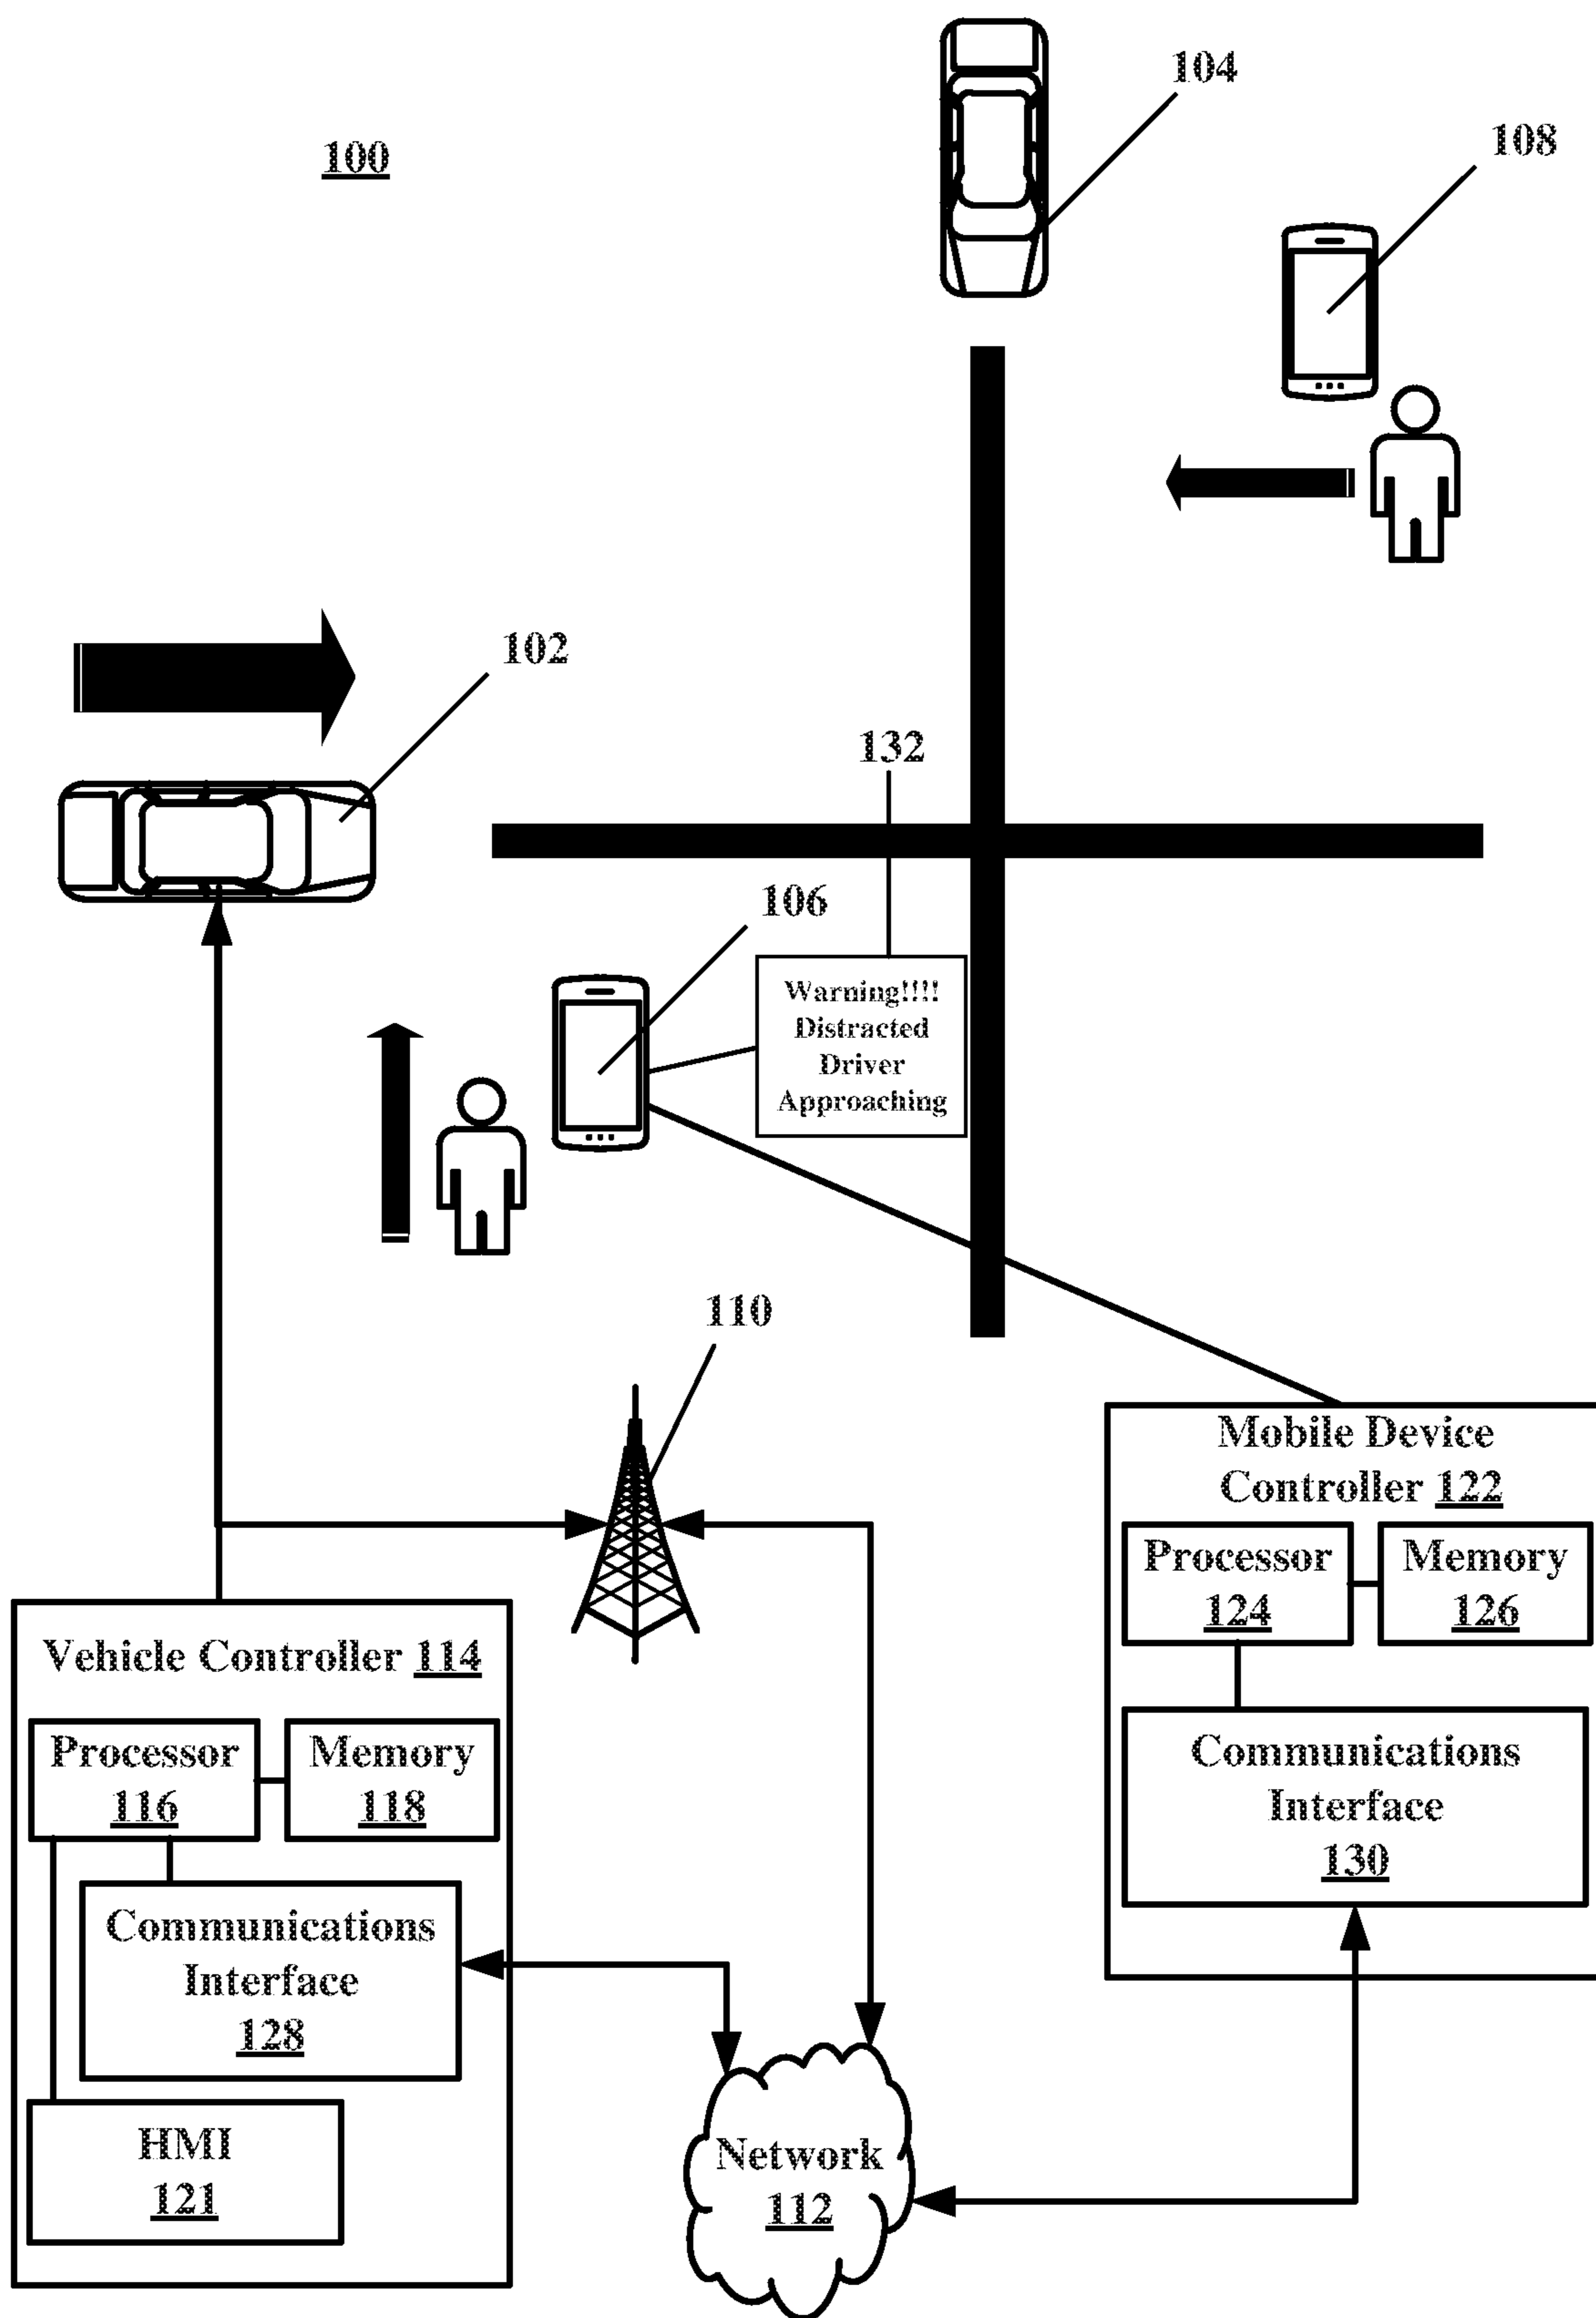 104
108
100
102
132
106
Warning!!!!
Distracted
Driver
Approaching
110
Mobile Device
Controller 122
Processor
124
Memory
126
Communications
Interface
130
Vehicle Controller 114
Processor
116
Memory
118
Communications
Interface
128
HMI
121
Network
112